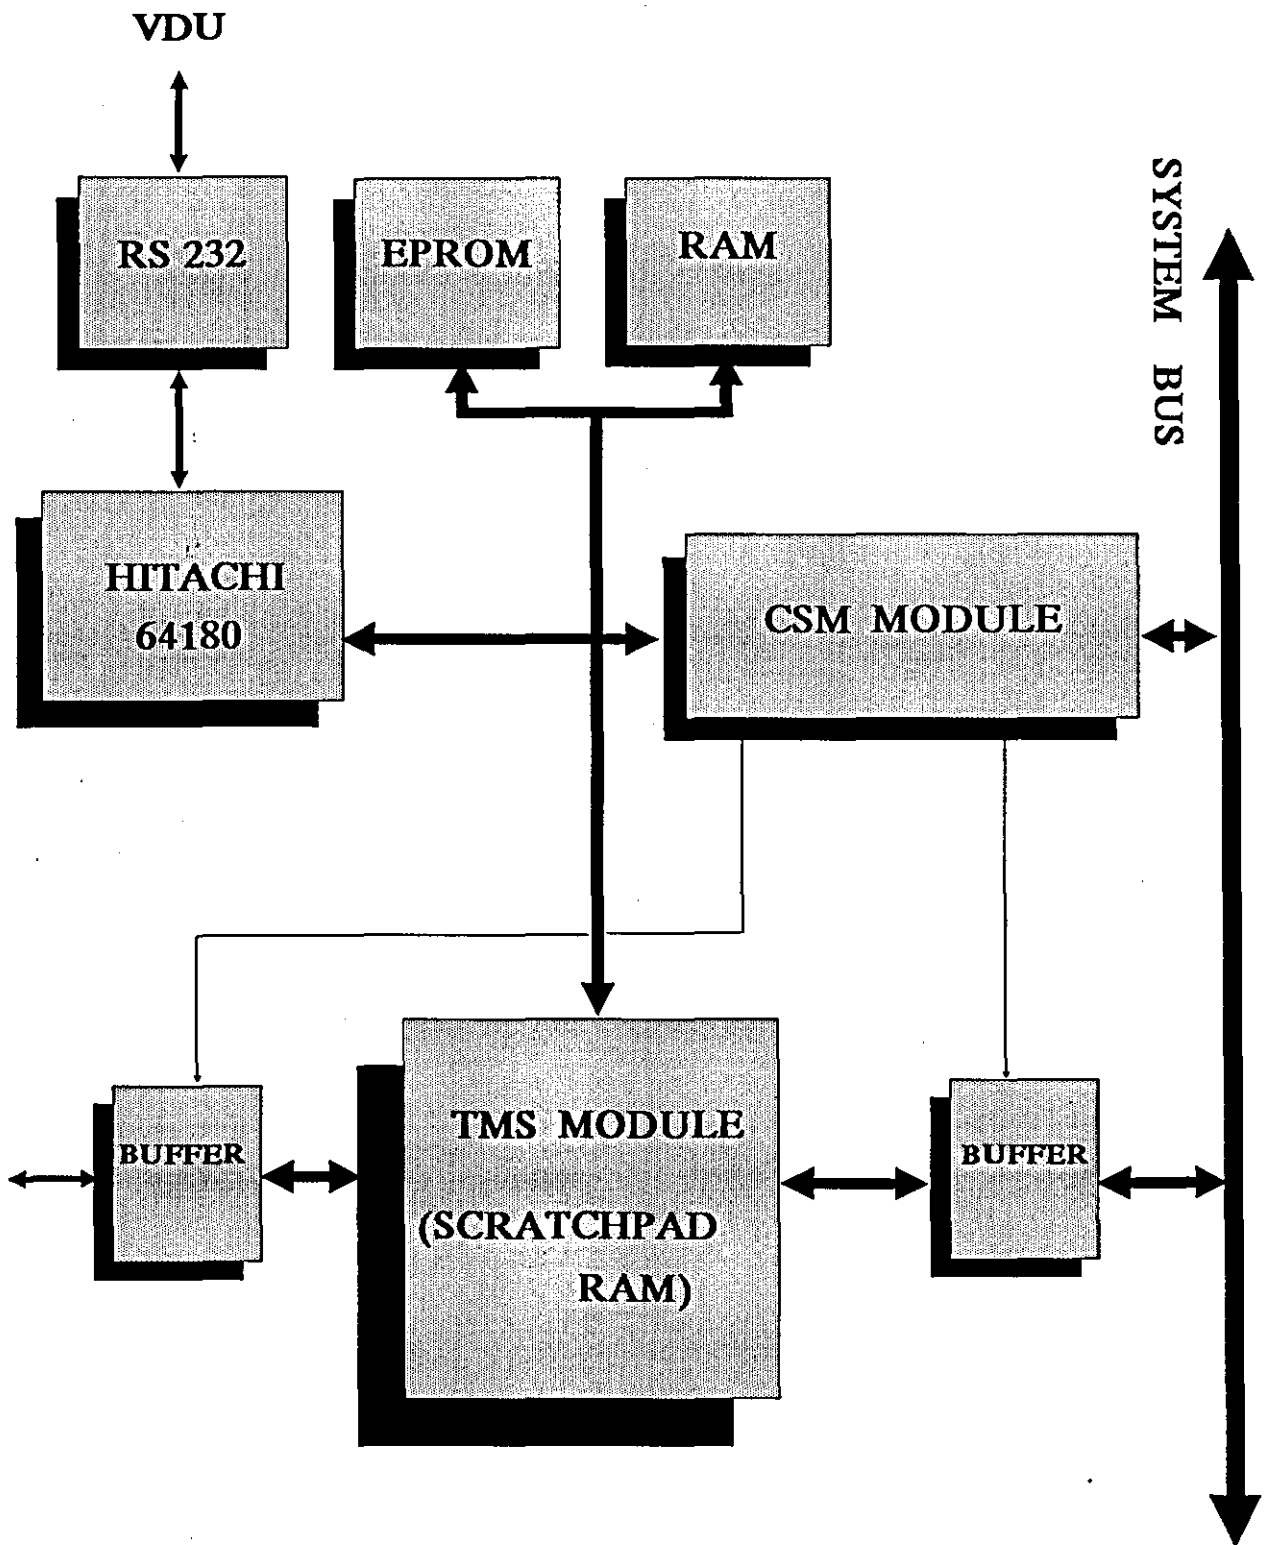 VDU
RS 232
EPROM
RAM
SYSTEM BUS
HITACHI
64180
CSM MODULE
BUFFER
TMS MODULE
(SCRATCHPAD
RAM)
BUFFER